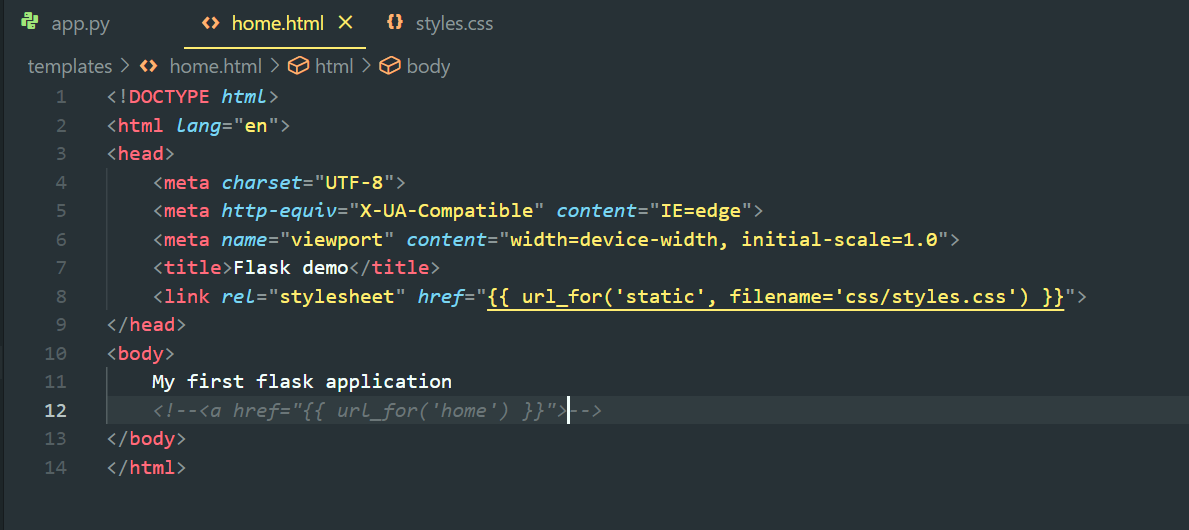 app.py home.html × styles.css
templates > home.html > html > body
1 <!DOCTYPE html>
2 <html lang="en">
3 <head>
4     <meta charset="UTF-8">
5     <meta http-equiv="X-UA-Compatible" content="IE=edge">
6     <meta name="viewport" content="width=device-width, initial-scale=1.0">
7     <title>Flask demo</title>
8     <link rel="stylesheet" href="{{ url_for('static', filename='css/styles.css') }}">
9 </head>
10 <body>
11     My first flask application
12     <!--<a href="{{ url_for('home') }}">-->
13 </body>
14 </html>